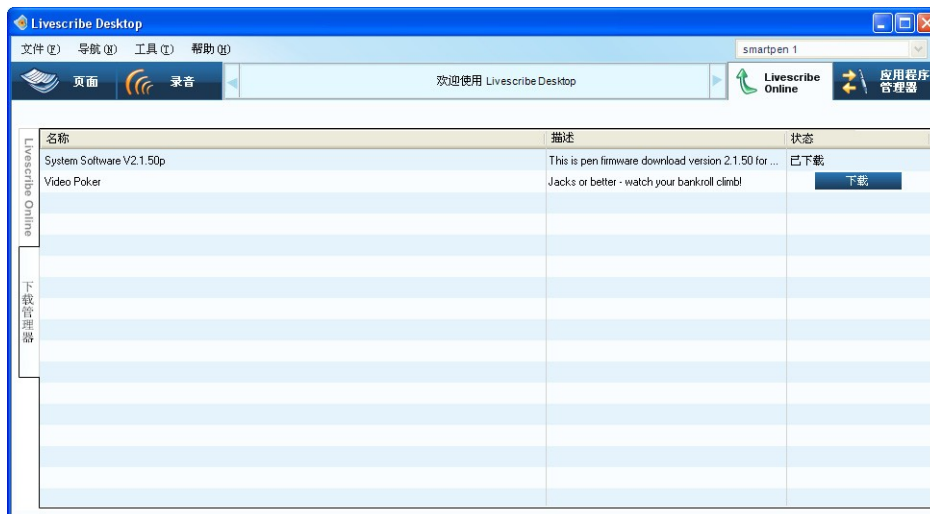 Livescribe Desktop
文件(F) 导航(N) 工具(T) 帮助(H) smartpen 1
页面 录音 欢迎使用 Livescribe Desktop Livescribe Online 应用程序管理器
Livescribe Online
下载管理器
名称 描述 状态
System Software V2.1.50p This is pen firmware download version 2.1.50 for ... 已下载
Video Poker Jacks or better - watch your bankroll climb! 下载